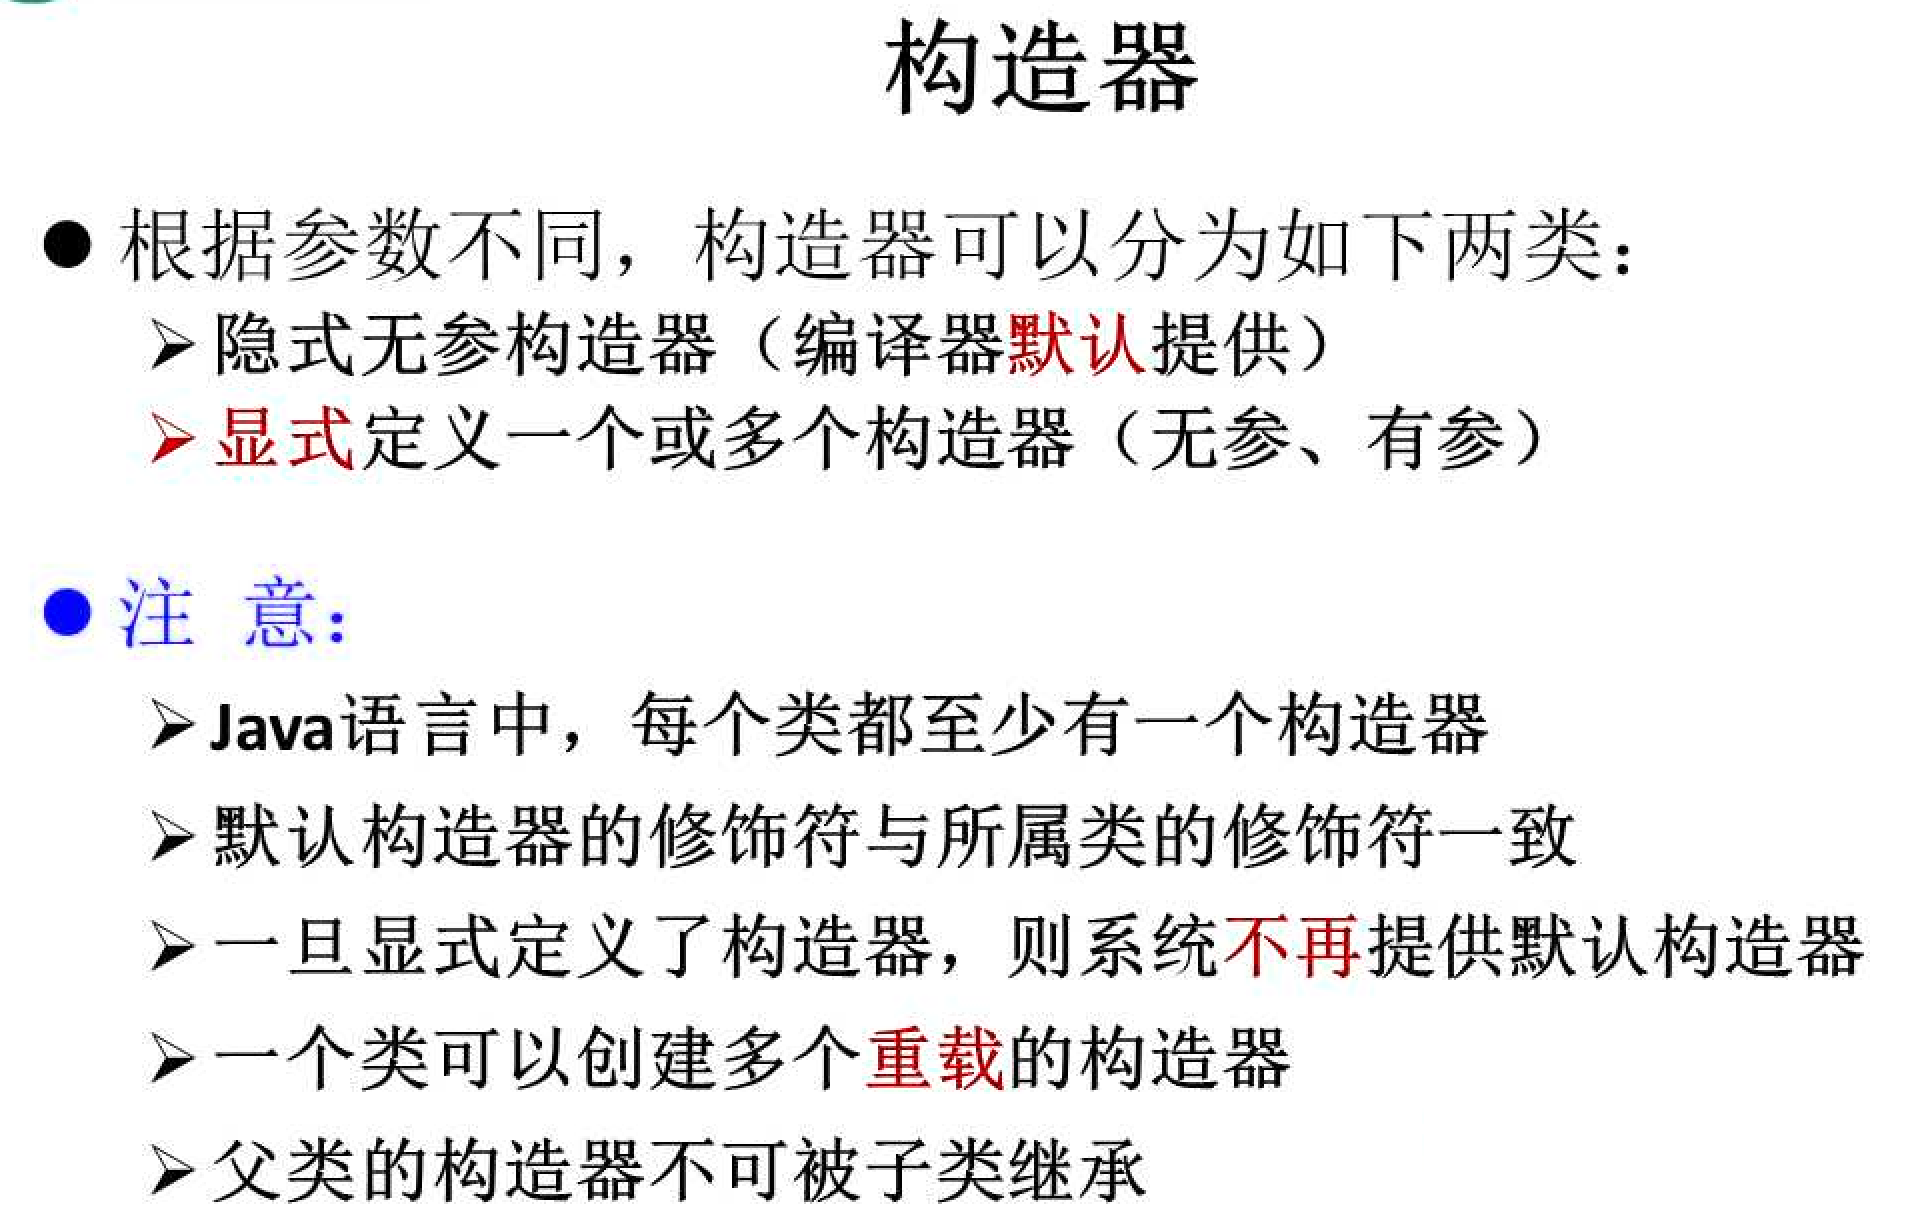 构造器
根据参数不同，构造器可以分为如下两类：
隐式无参构造器（编译器默认提供）
显式定义一个或多个构造器（无参、有参）
注 意：
Java语言中，每个类都至少有一个构造器
默认构造器的修饰符与所属类的修饰符一致
一旦显式定义了构造器，则系统不再提供默认构造器
一个类可以创建多个重载的构造器
父类的构造器不可被子类继承